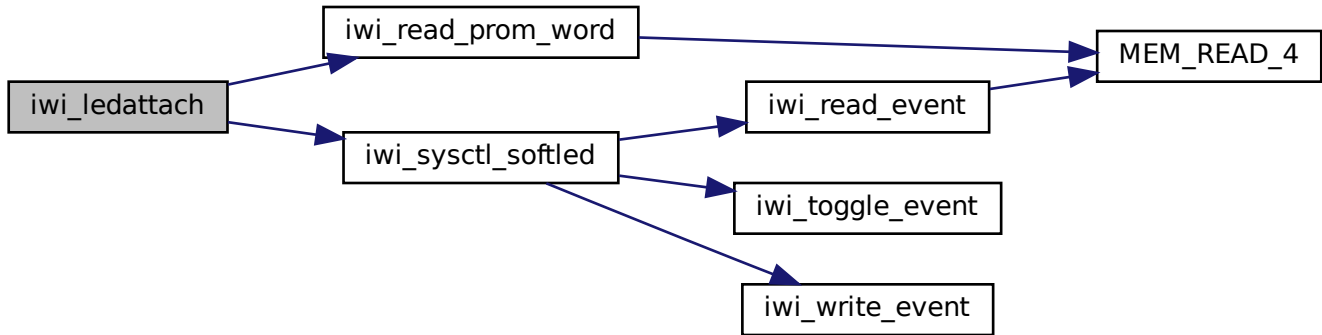 iwi_read_prom_word
MEM_READ_4
iwi_ledattach
iwi_read_event
iwi_sysctl_softled
iwi_toggle_event
iwi_write_event